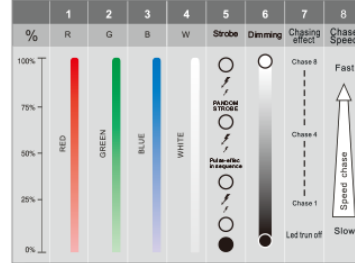 1 2 3 4 5 6 7 8
% R G B W Strobe Dimming Chasing effect Chase Speed
100%
75%
50%
25%
0%
RED
GREEN
BLUE
WHITE
PANDOM
STROBE
Pulse-effec
in sequence
Chase 8
Chase 4
Chase 1
Led trun off
Fast
Speed chase
Slow